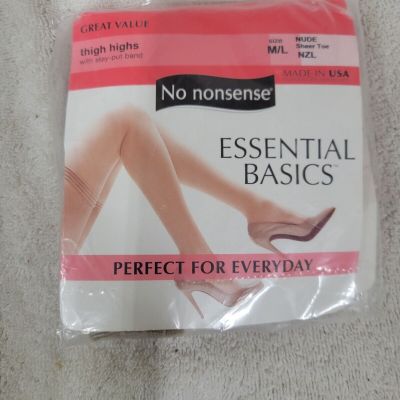 GREAT VALUE
thigh highs
with stay-put band
SIZE
M/L
NUDE
Sheer Toe
NZL
MADE IN USA
No nonsense®
ESSENTIAL
BASICS™
PERFECT FOR EVERYDAY